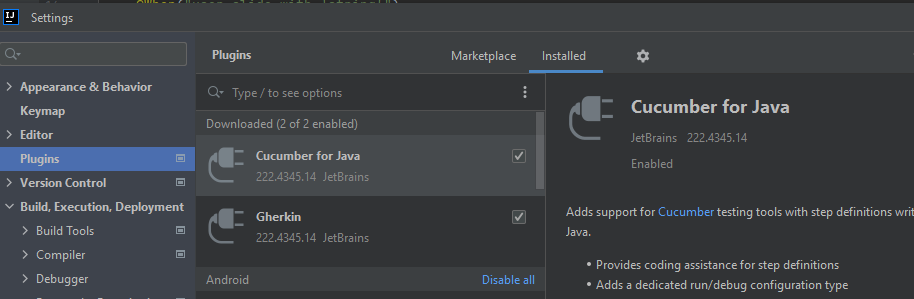 Settings
Plugins
Marketplace
Installed
Appearance & Behavior
Keymap
Editor
Plugins
Version Control
Build, Execution, Deployment
Build Tools
Compiler
Debugger
Type / to see options
Downloaded (2 of 2 enabled)
Cucumber for Java
222.4345.14 JetBrains
Gherkin
222.4345.14 JetBrains
Android
Disable all
Cucumber for Java
JetBrains 222.4345.14
Enabled
Adds support for Cucumber testing tools with step definitions writ
Java.
• Provides coding assistance for step definitions
• Adds a dedicated run/debug configuration type